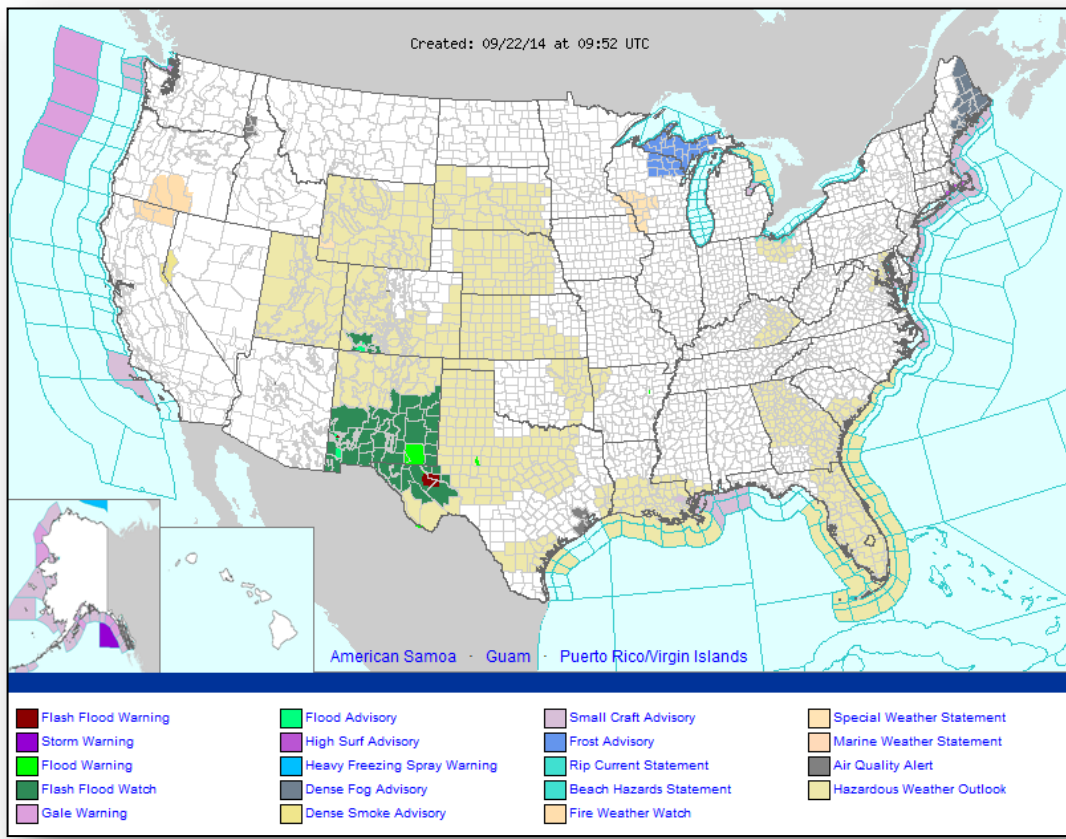 Created: 09/22/14 at 09:52 UTC
American Samoa - Guam - Puerto Rico/Virgin Islands
Flash Flood Warning
Storm Warning
Flood Warning
Flash Flood Watch
Gale Warning
Flood Advisory
High Surf Advisory
Heavy Freezing Spray Warning
Dense Fog Advisory
Dense Smoke Advisory
Small Craft Advisory
Frost Advisory
Rip Current Statement
Beach Hazards Statement
Fire Weather Watch
Special Weather Statement
Marine Weather Statement
Air Quality Alert
Hazardous Weather Outlook